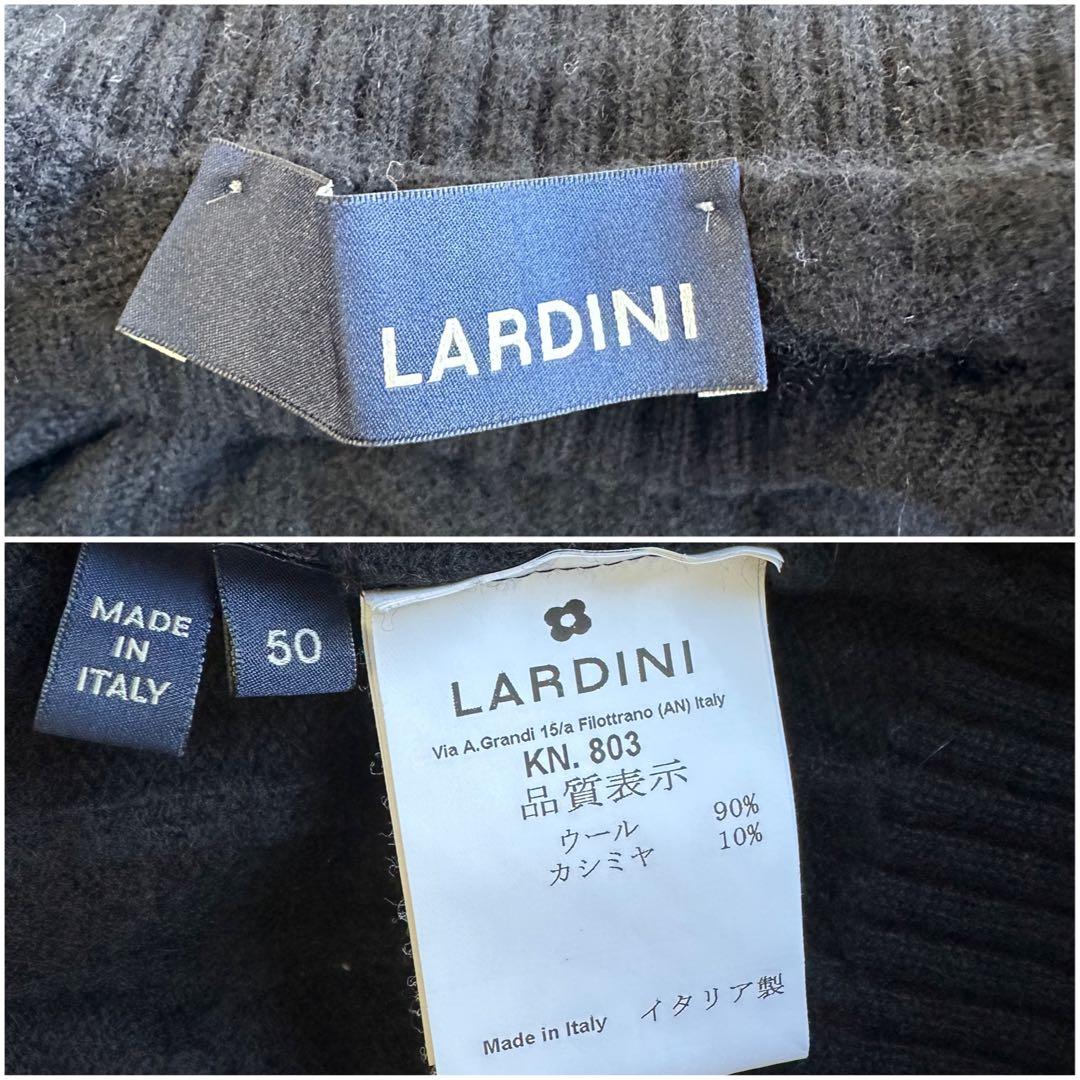 LARDINI
MADE
IN
ITALY
50
LARDINI
Via A.Grandi 15/a Filottrano (AN) Italy
KN. 803
品質表示
ウール 90%
カシミヤ 10%
Made in Italy イタリア製